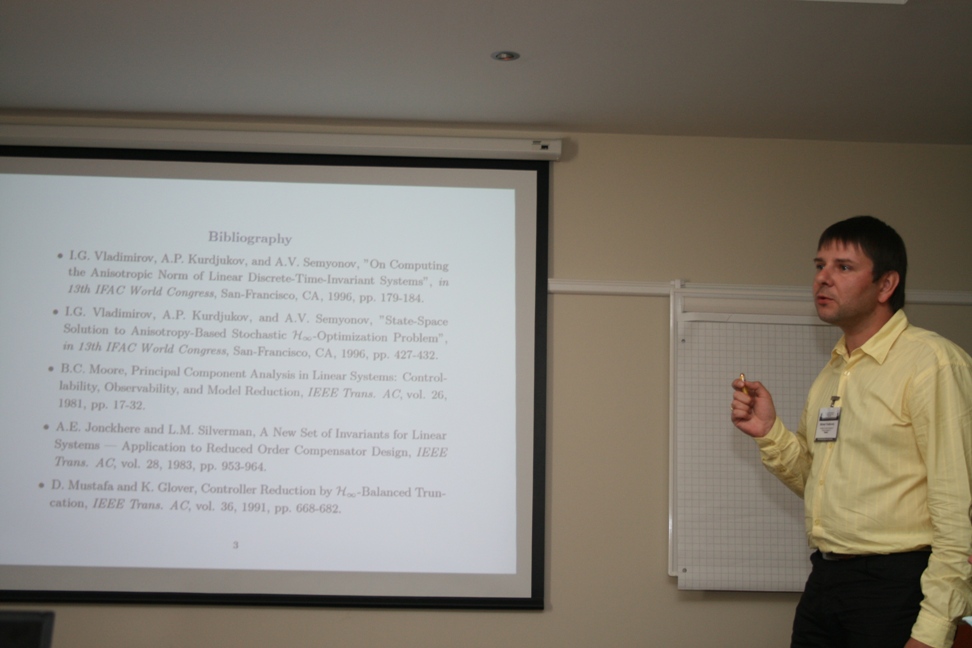 Bibliography
• I.G. Vladimirov, A.P. Kurdjukov, and A.V. Semyonov, "On Computing
the Anisotropic Norm of Linear Discrete-Time-Invariant Systems", in
13th IFAC World Congress, San-Francisco, CA, 1996, pp. 179-184.
• I.G. Vladimirov, A.P. Kurdjukov, and A.V. Semyonov, "State-Space
Solution to Anisotropy-Based Stochastic ℋ∞-Optimization Problem",
in 13th IFAC World Congress, San-Francisco, CA, 1996, pp. 427-432.
• B.C. Moore, Principal Component Analysis in Linear Systems: Control-
lability, Observability, and Model Reduction, IEEE Trans. AC, vol. 26,
1981, pp. 17-32.
• A.E. Jonckhere and L.M. Silverman, A New Set of Invariants for Linear
Systems — Application to Reduced Order Compensator Design, IEEE
Trans. AC, vol. 28, 1983, pp. 953-964.
• D. Mustafa and K. Glover, Controller Reduction by ℋ∞-Balanced Trun-
cation, IEEE Trans. AC, vol. 36, 1991, pp. 668-682.
3